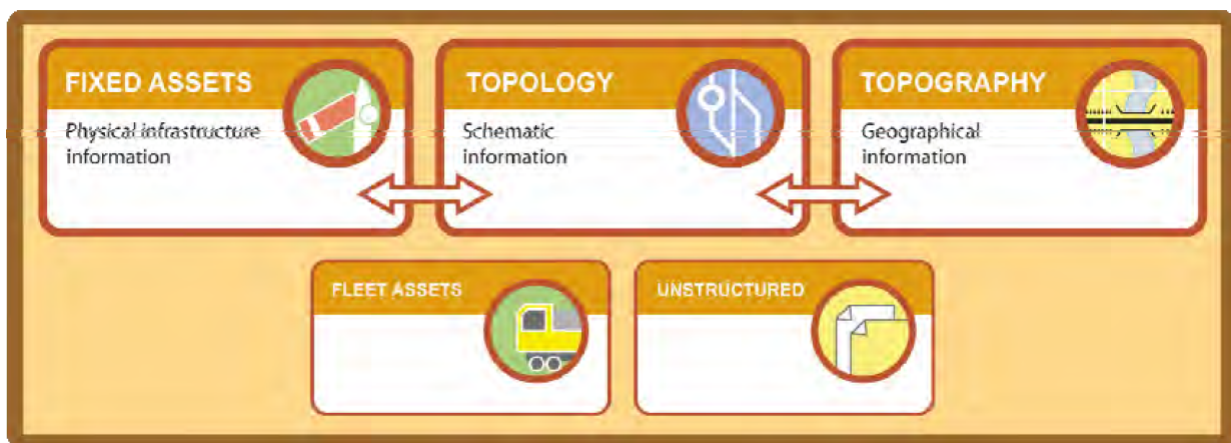 FIXED ASSETS
Physical infrastructure
information
TOPOLOGY
Schematic
information
TOPOGRAPHY
Geographical
information
FLEET ASSETS
UNSTRUCTURED